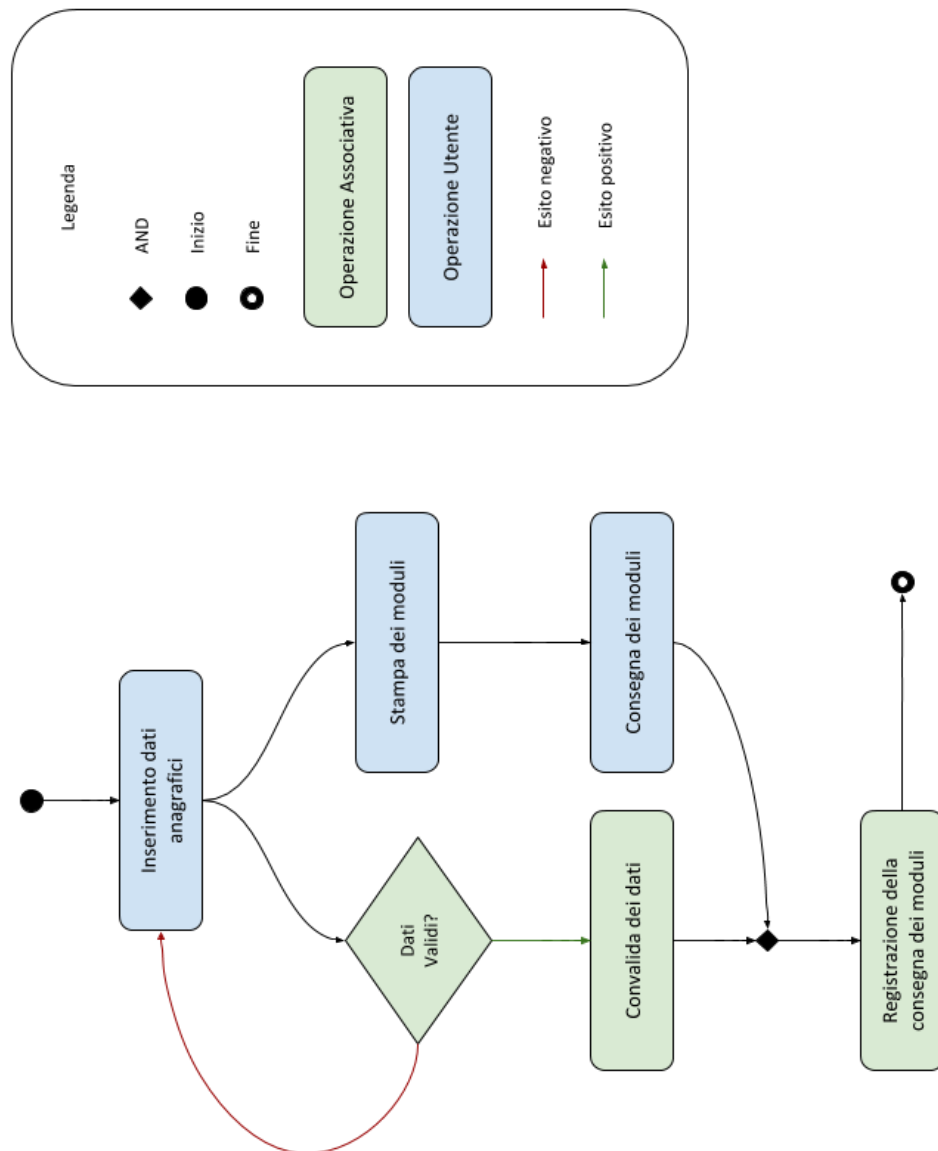 Legenda
AND
Inizio
Fine
Operazione Associativa
Operazione Utente
Esito negativo
Esito positivo
Inserimento dati
anagrafici
Dati
Validi?
Stampa dei moduli
Convalida dei dati
Consegna dei moduli
Registrazione della
consegna dei moduli